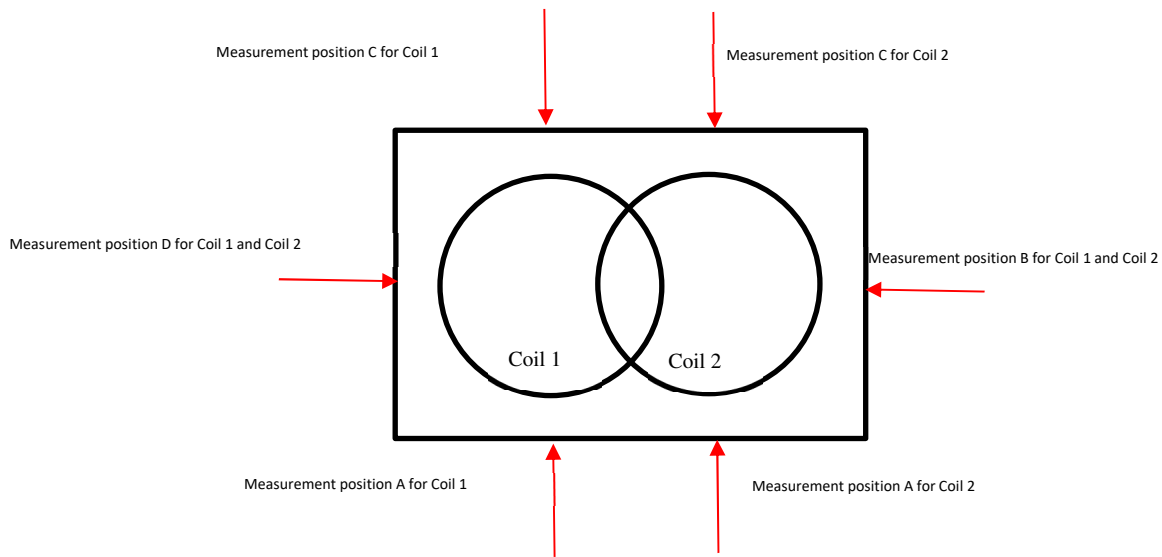 Measurement position C for Coil 1
Measurement position C for Coil 2
Measurement position D for Coil 1 and Coil 2
Measurement position B for Coil 1 and Coil 2
Coil 1
Coil 2
Measurement position A for Coil 1
Measurement position A for Coil 2